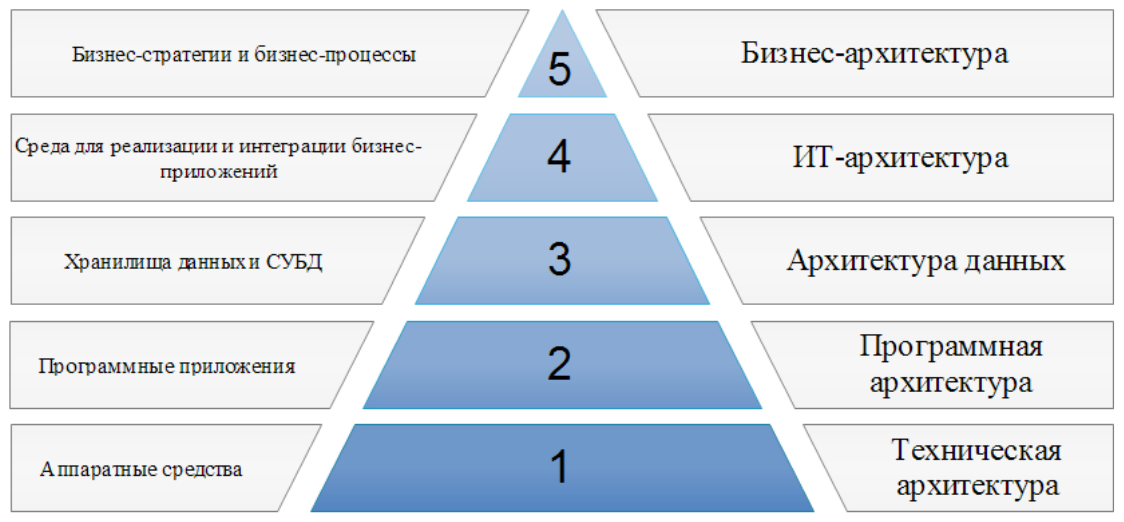 Бизнес-стратегии и бизнес-процессы
5
Бизнес-архитектура
Среда для реализации и интеграции бизнес-
приложений
4
ИТ-архитектура
Хранилища данных и СУБД
3
Архитектура данных
Программные приложения
2
Программная
архитектура
Аппаратные средства
1
Техническая
архитектура